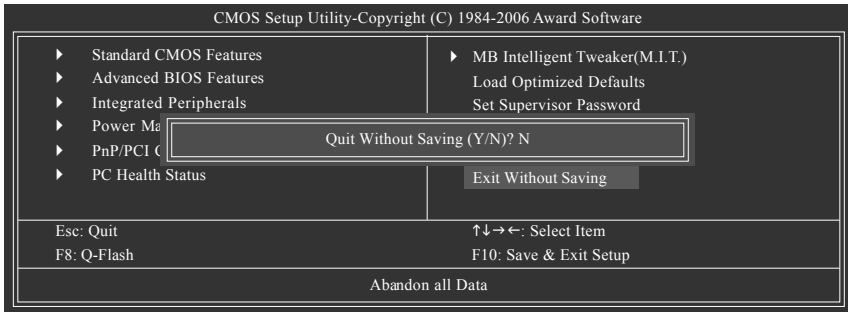 CMOS Setup Utility-Copyright (C) 1984-2006 Award Software
Standard CMOS Features
Advanced BIOS Features
Integrated Peripherals
Power Ma
PnP/PCI
PC Health Status
MB Intelligent Tweaker(M.I.T.)
Load Optimized Defaults
Set Supervisor Password
Quit Without Saving (Y/N)? N
Exit Without Saving
Esc: Quit
↑↓→←: Select Item
F8: Q-Flash
F10: Save & Exit Setup
Abandon all Data